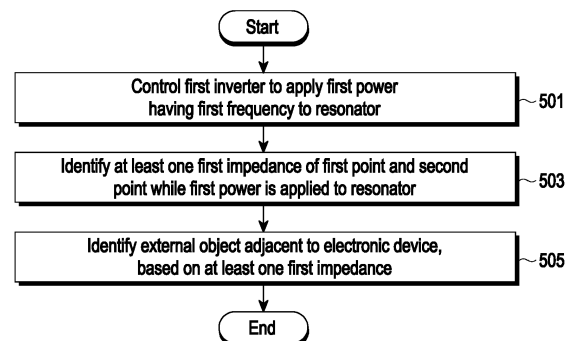 Start
Control first inverter to apply first power
having first frequency to resonator
501
Identify at least one first impedance of first point and second
point while first power is applied to resonator
503
Identify external object adjacent to electronic device,
based on at least one first impedance
505
End